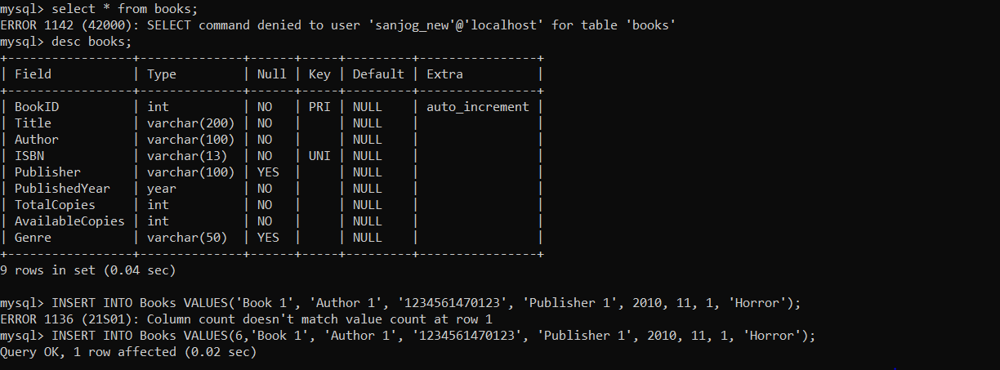 mysql> select * from books;
ERROR 1142 (42000): SELECT command denied to user 'sanjog_new'@'localhost' for table 'books'
mysql> desc books;
+-----------------+--------------+------+-----+---------+----------------+
| Field           | Type         | Null | Key | Default | Extra          |
+-----------------+--------------+------+-----+---------+----------------+
| BookID          | int          | NO   | PRI | NULL    | auto_increment |
| Title           | varchar(200) | NO   |     | NULL    |                |
| Author          | varchar(100) | NO   |     | NULL    |                |
| ISBN            | varchar(13)  | NO   | UNI | NULL    |                |
| Publisher       | varchar(100) | YES  |     | NULL    |                |
| PublishedYear   | year         | NO   |     | NULL    |                |
| TotalCopies     | int          | NO   |     | NULL    |                |
| AvailableCopies | int          | NO   |     | NULL    |                |
| Genre           | varchar(50)  | YES  |     | NULL    |                |
+-----------------+--------------+------+-----+---------+----------------+
9 rows in set (0.04 sec)

mysql> INSERT INTO Books VALUES('Book 1', 'Author 1', '1234561470123', 'Publisher 1', 2010, 11, 1, 'Horror');
ERROR 1136 (21S01): Column count doesn't match value count at row 1
mysql> INSERT INTO Books VALUES(6,'Book 1', 'Author 1', '1234561470123', 'Publisher 1', 2010, 11, 1, 'Horror');
Query OK, 1 row affected (0.02 sec)